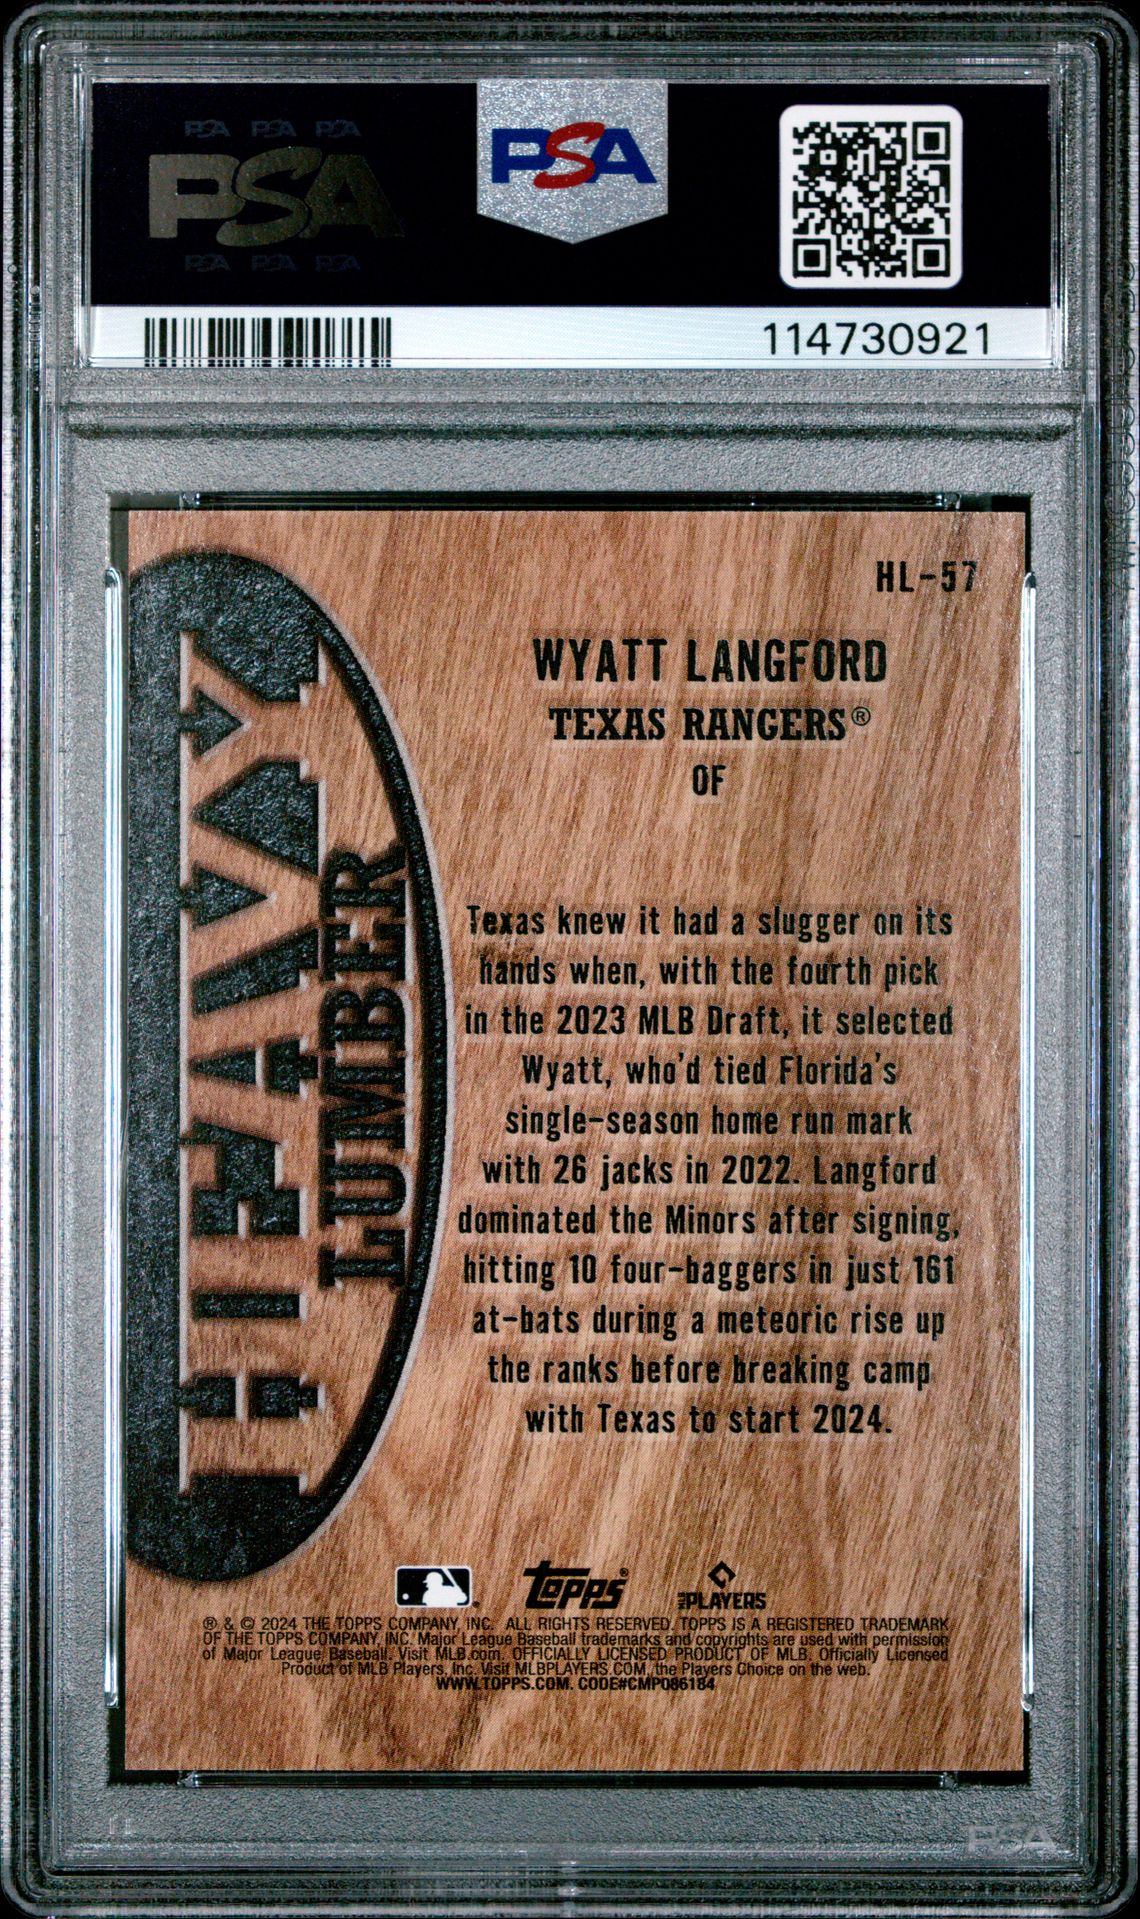 PSA PSA PSA
PSA
PSA PSA PSA
PSA
114730921
HL-57
WYATT LANGFORD
TEXAS RANGERS®
OF
HEAVY
LUMBER
Texas knew it had a slugger on its
hands when, with the fourth pick
in the 2023 MLB Draft, it selected
Wyatt, who'd tied Florida's
single-season home run mark
with 26 jacks in 2022. Langford
dominated the Minors after signing,
hitting 10 four-baggers in just 161
at-bats during a meteoric rise up
the ranks before breaking camp
with Texas to start 2024.
Topps®
PLAYERS
® & © 2024 THE TOPPS COMPANY, INC. ALL RIGHTS RESERVED. TOPPS IS A REGISTERED TRADEMARK
OF THE TOPPS COMPANY, INC. Major League Baseball trademarks and copyrights are used with permission
of Major League Baseball. Visit MLB.com. OFFICIALLY LICENSED PRODUCT OF MLB. Officially Licensed
Product of MLB Players, Inc. Visit MLBPLAYERS.COM, the Players Choice on the web.
WWW.TOPPS.COM. CODE#CMP086184
PSA